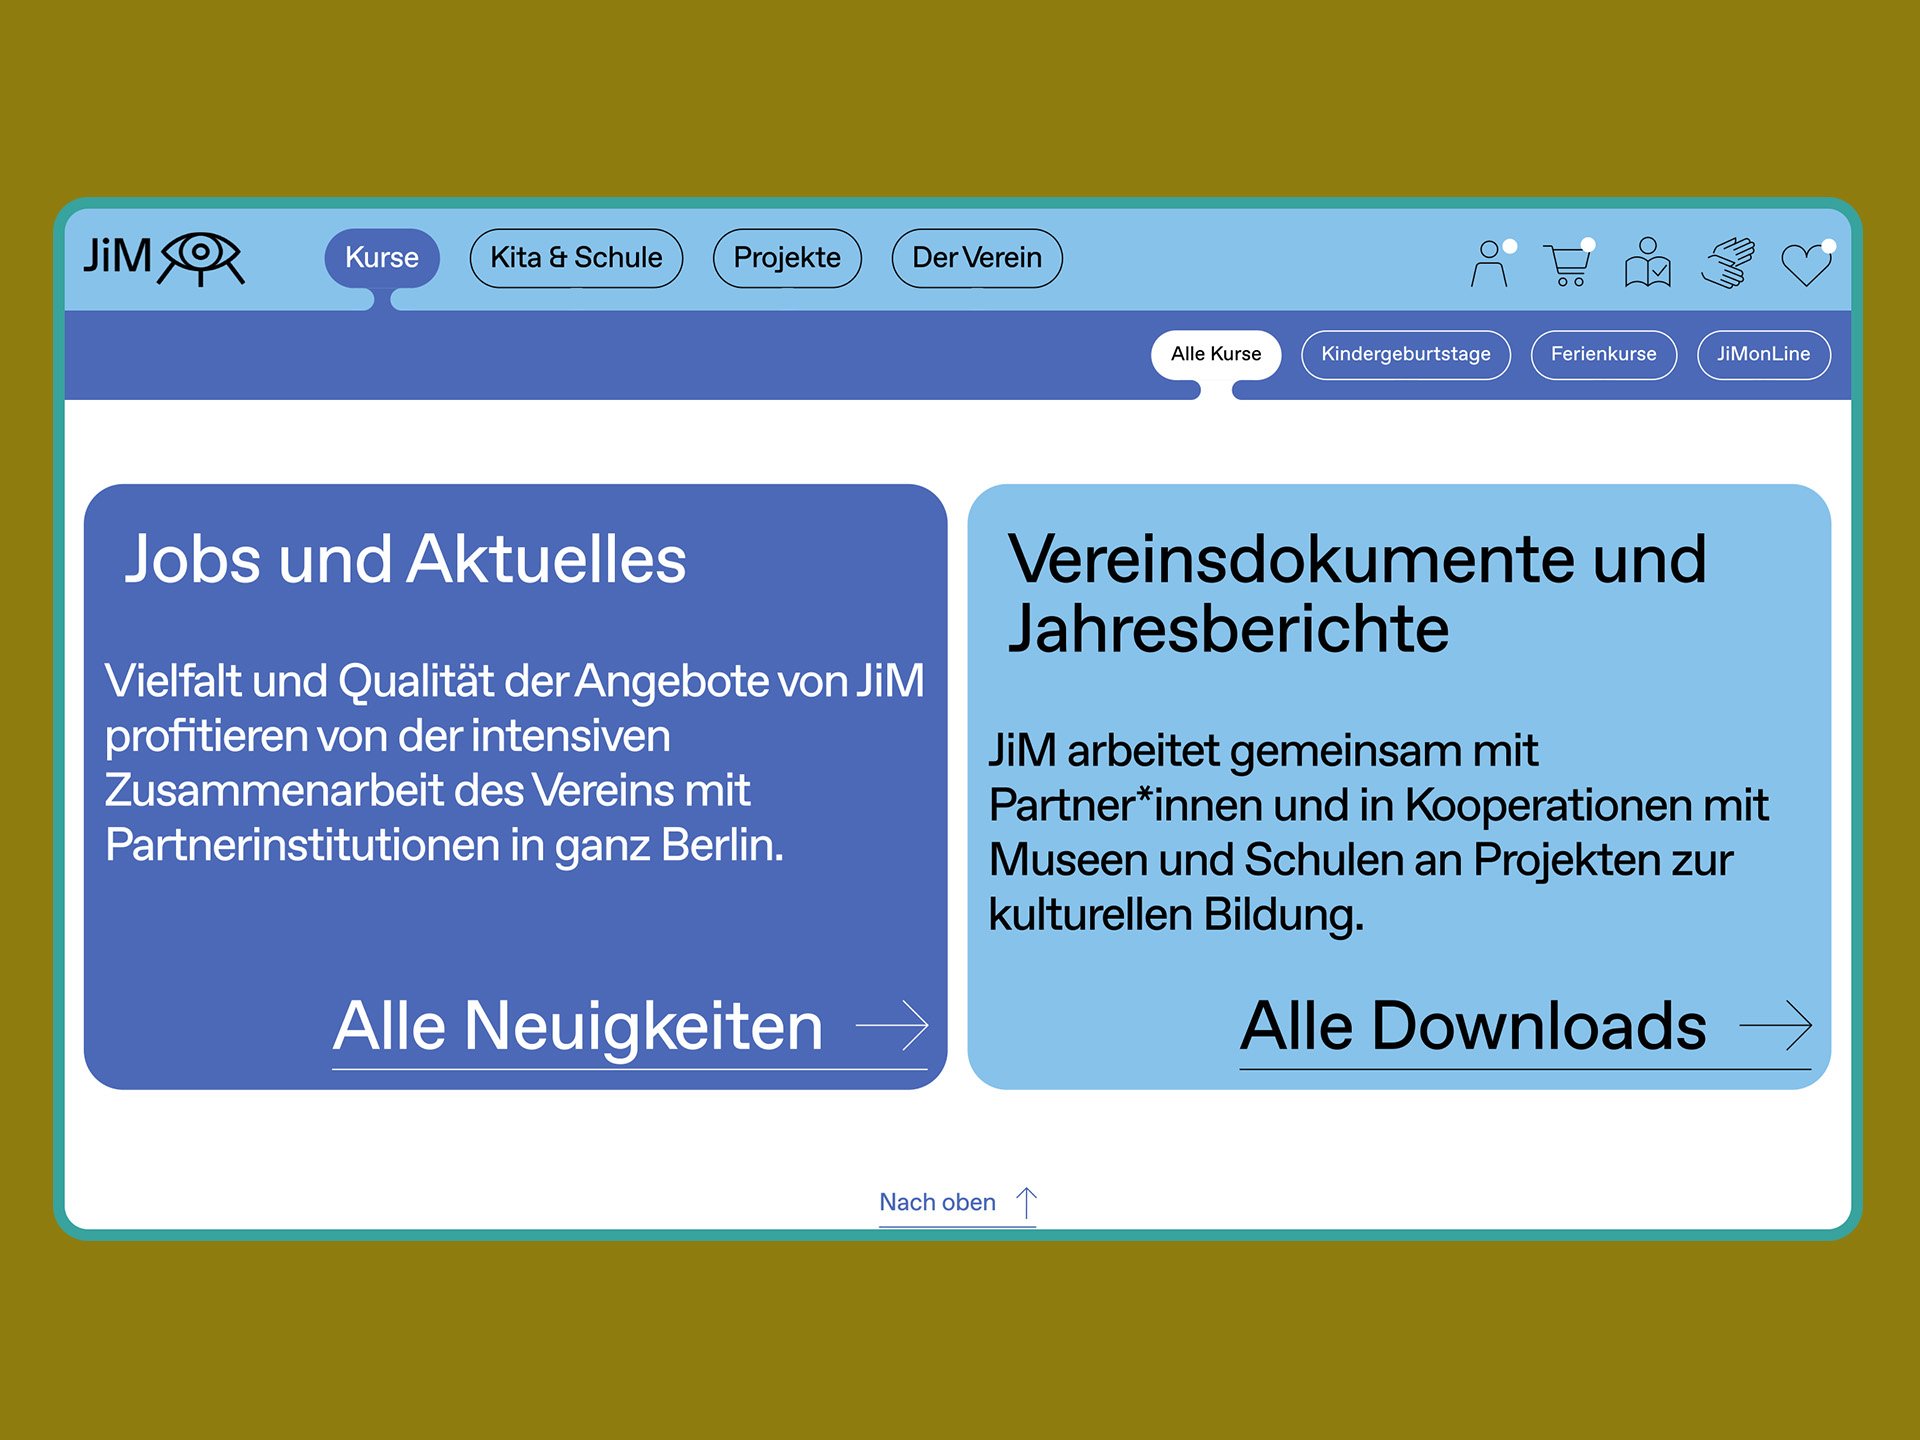 JiM
Kurse
Kita & Schule
Projekte
Der Verein
Alle Kurse
Kindergeburtstage
Ferienkurse
JiMonLine
Jobs und Aktuelles
Vielfalt und Qualität der Angebote von JiM
profitieren von der intensiven
Zusammenarbeit des Vereins mit
Partnerinstitutionen in ganz Berlin.
Alle Neuigkeiten
Vereinsdokumente und
Jahresberichte
JiM arbeitet gemeinsam mit
Partner*innen und in Kooperationen mit
Museen und Schulen an Projekten zur
kulturellen Bildung.
Alle Downloads
Nach oben